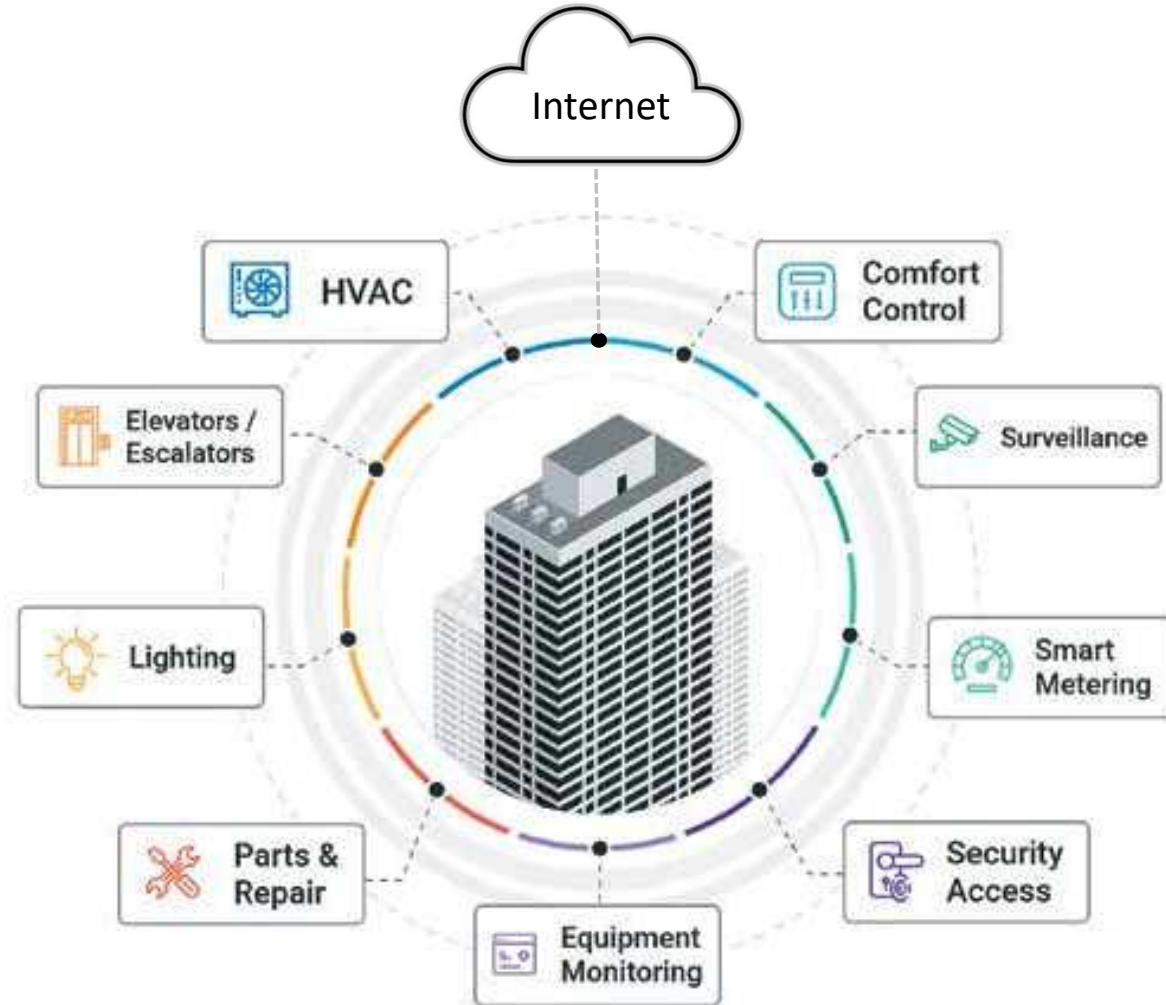 Internet
HVAC
Comfort
Control
Elevators /
Escalators
Surveillance
Lighting
Smart
Metering
Parts &
Repair
Security
Access
Equipment
Monitoring